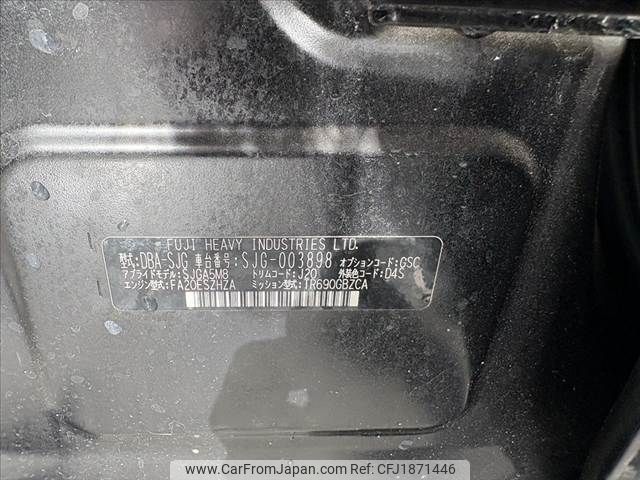 FUJI HEAVY INDUSTRIES LTD.
型式:DBA-SJG 車台番号:SJG-003898 オプションコード:GSC
アプライドモデル:SJGA5M8 トリムコード:J20 外装色コード:D4S
エンジン型式:FA20ESZHZA ミッション型式:TR690GBZCA
www.CarFromJapan.com | Car ID: CFJ1871446